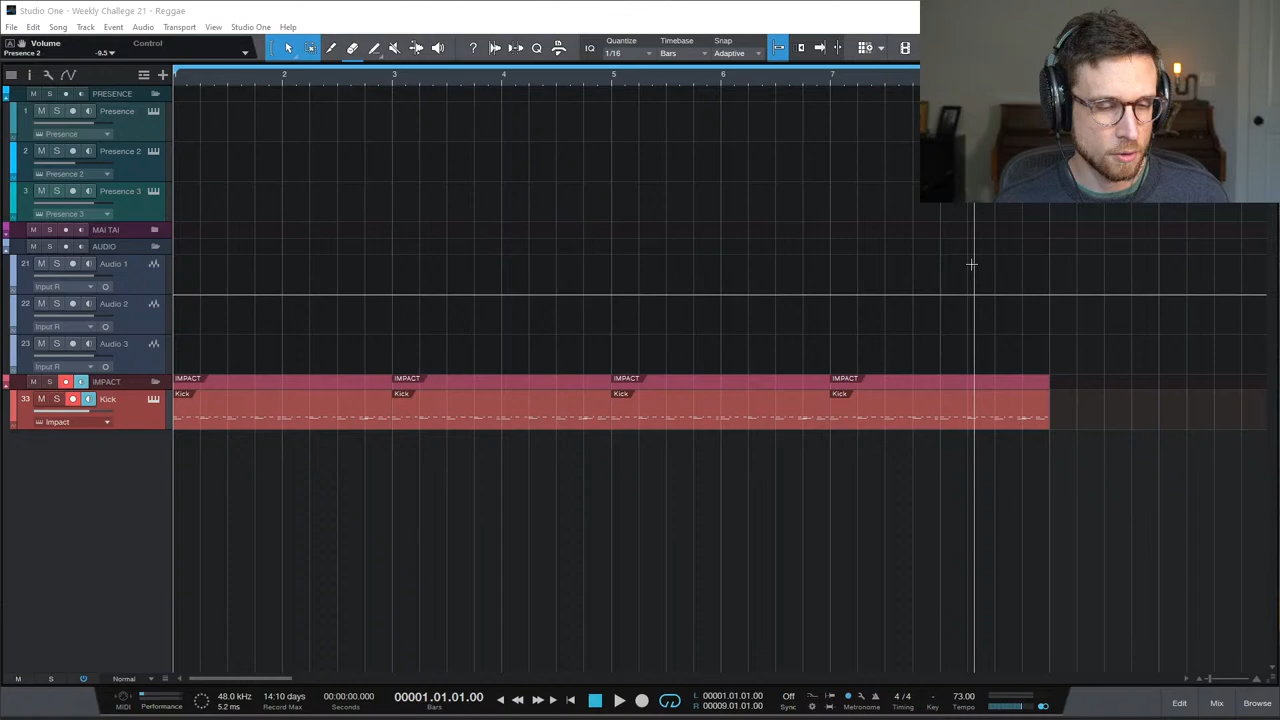 Studio One - Weekly Challege 21 - Reggae
File Edit Song Track Event Audio Transport View Studio One Help
Volume Control
Presence 2 -9.5
IQ Quantize Timebase Snap
1/16 Bars Adaptive
2 3 4 5 6 7
M S PRESENCE
1 M S Presence
Presence
2 M S Presence 2
Presence 2
3 M S Presence 3
Presence 3
M S MAI TAI
M S AUDIO
21 M S Audio 1
Input R
22 M S Audio 2
Input R
23 M S Audio 3
Input R
M S IMPACT IMPACT IMPACT IMPACT IMPACT
33 M S Kick Kick Kick Kick Kick
Impact
M S Normal
MIDI Performance
48.0 kHz
5.2 ms
14:10 days
Record Max
00:00:00.000
Seconds
00001.01.01.00
Bars
L 00001.01.01.00
R 00009.01.01.00
Off
Sync
Metronome
4 / 4
Timing
-
Key
73.00
Tempo
Edit Mix Browse